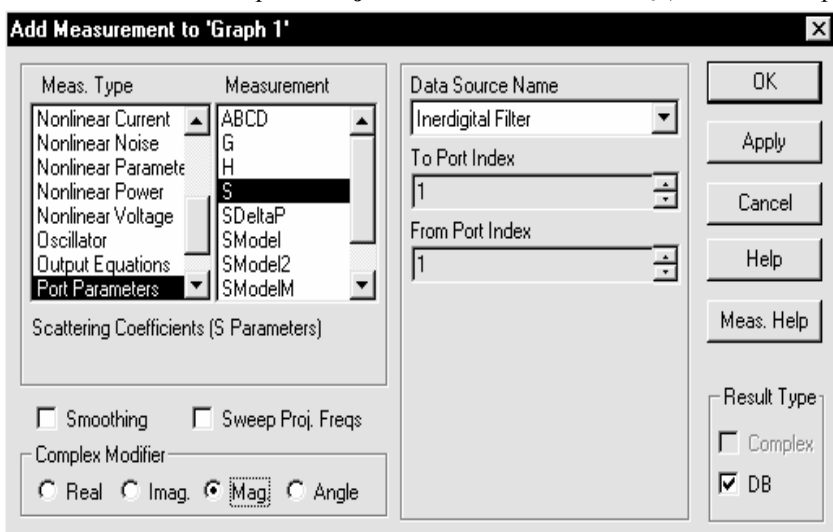 Add Measurement to 'Graph 1'
Meas. Type
Measurement
Nonlinear Current
Nonlinear Noise
Nonlinear Paramete
Nonlinear Power
Nonlinear Voltage
Oscillator
Output Equations
Port Parameters
ABCD
G
H
S
SDeltaP
SModel
SModel2
SModelM
Scattering Coefficients (S Parameters)
Smoothing
Sweep Proj. Freqs
Complex Modifier
Real
Imag.
Mag.
Angle
Data Source Name
Inerdigital Filter
To Port Index
1
From Port Index
1
OK
Apply
Cancel
Help
Meas. Help
Result Type
Complex
DB